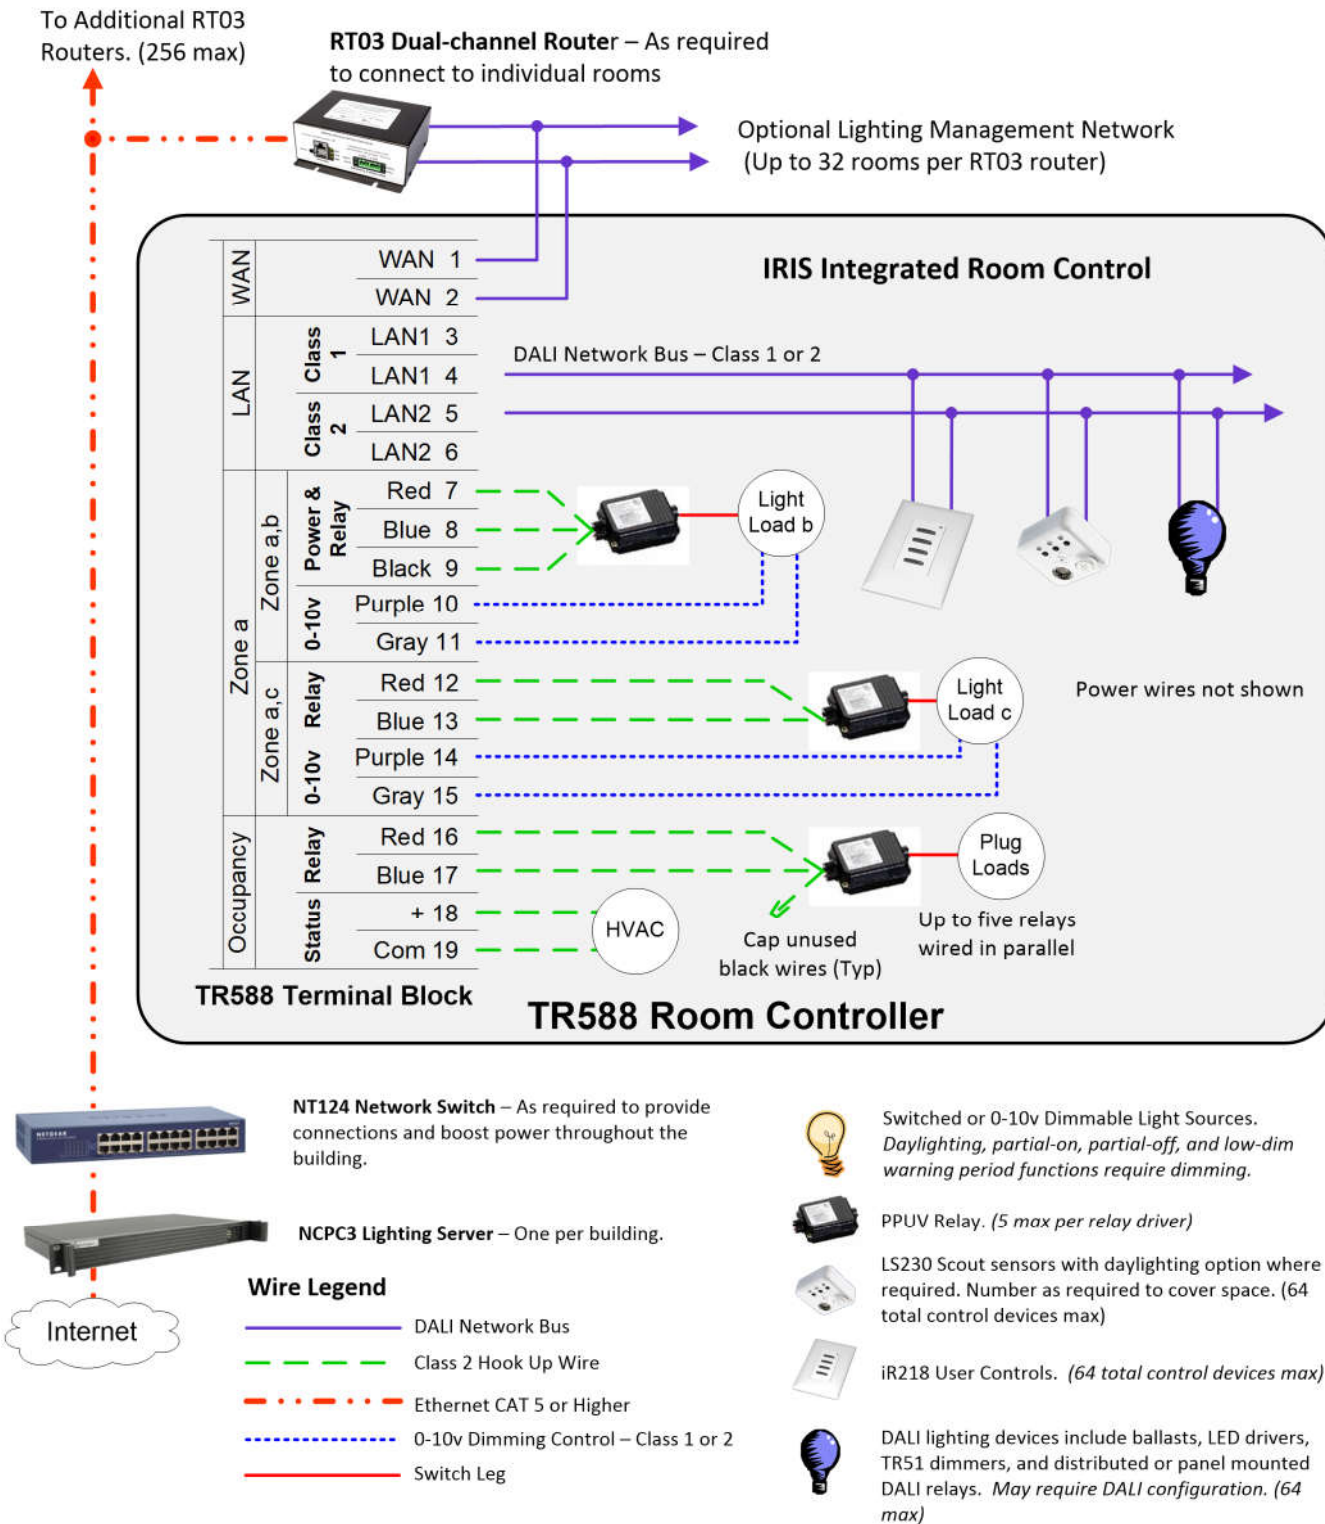 To Additional RT03
Routers. (256 max)
RT03 Dual-channel Router – As required
to connect to individual rooms
Optional Lighting Management Network
(Up to 32 rooms per RT03 router)
IRIS Integrated Room Control
WAN
WAN 1
WAN 2
LAN
Class 1
LAN1 3
LAN1 4
Class 2
LAN2 5
LAN2 6
DALI Network Bus – Class 1 or 2
Zone a
Zone a,b
Power & Relay
Red 7
Blue 8
Black 9
0-10v
Purple 10
Gray 11
Light
Load b
Zone a,c
Relay
Red 12
Blue 13
0-10v
Purple 14
Gray 15
Light
Load c
Power wires not shown
Occupancy
Relay
Red 16
Blue 17
Status
+ 18
Com 19
HVAC
Plug
Loads
Cap unused
black wires (Typ)
Up to five relays
wired in parallel
TR588 Terminal Block
TR588 Room Controller
NETGEAR
NT124 Network Switch – As required to provide
connections and boost power throughout the
building.
NCPC3 Lighting Server – One per building.
Internet
Wire Legend
DALI Network Bus
Class 2 Hook Up Wire
Ethernet CAT 5 or Higher
0-10v Dimming Control – Class 1 or 2
Switch Leg
Switched or 0-10v Dimmable Light Sources.
Daylighting, partial-on, partial-off, and low-dim
warning period functions require dimming.
PPUV Relay. (5 max per relay driver)
LS230 Scout sensors with daylighting option where
required. Number as required to cover space. (64
total control devices max)
iR218 User Controls. (64 total control devices max)
DALI lighting devices include ballasts, LED drivers,
TR51 dimmers, and distributed or panel mounted
DALI relays. May require DALI configuration. (64
max)